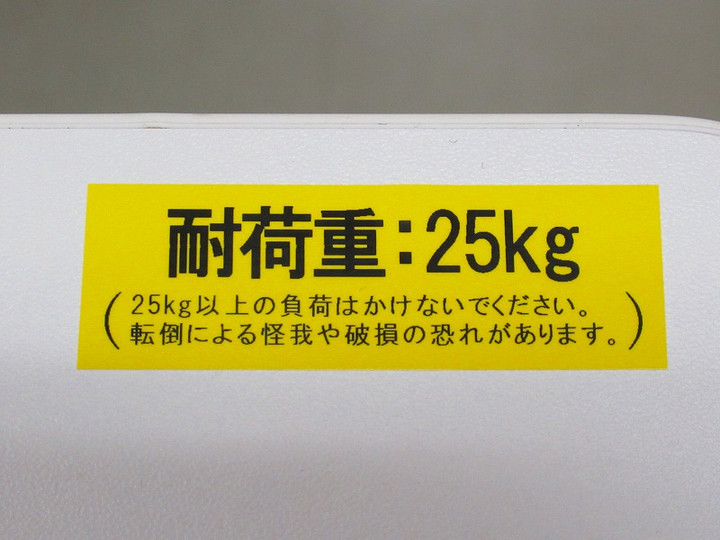 耐荷重:25kg
(25kg以上の負荷はかけないでください。
転倒による怪我や破損の恐れがあります。)